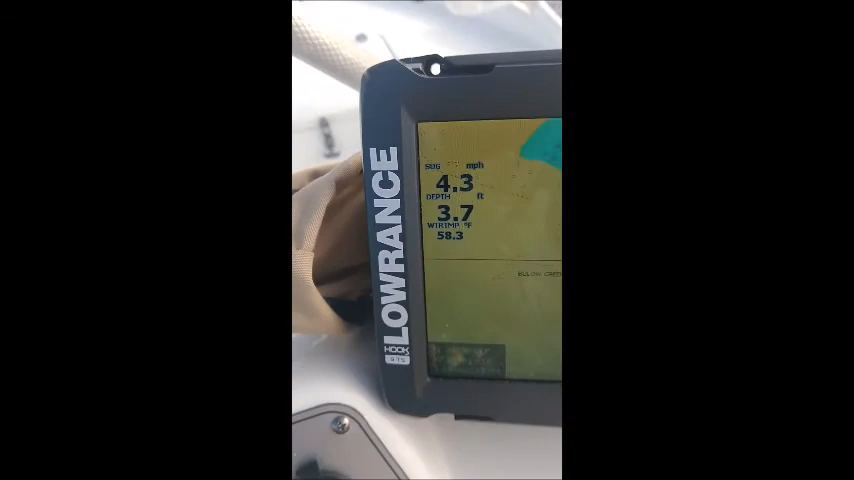 LOWRANCE
HOOK
SOG mph
4.3
DEPTH ft
3.7
WTRTMP °F
58.3